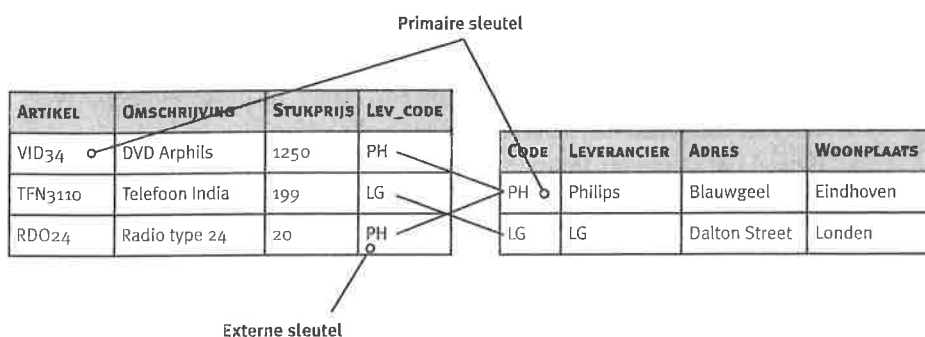 Primaire sleutel
ARTIKEL OMSCHRIJVING STUKPRIJS LEV_CODE
VID34 DVD Arphils 1250 PH
TFN3110 Telefoon India 199 LG
RDO24 Radio type 24 20 PH
CODE LEVERANCIER ADRES WOONPLAATS
PH Philips Blauwgeel Eindhoven
LG LG Dalton Street Londen
Externe sleutel